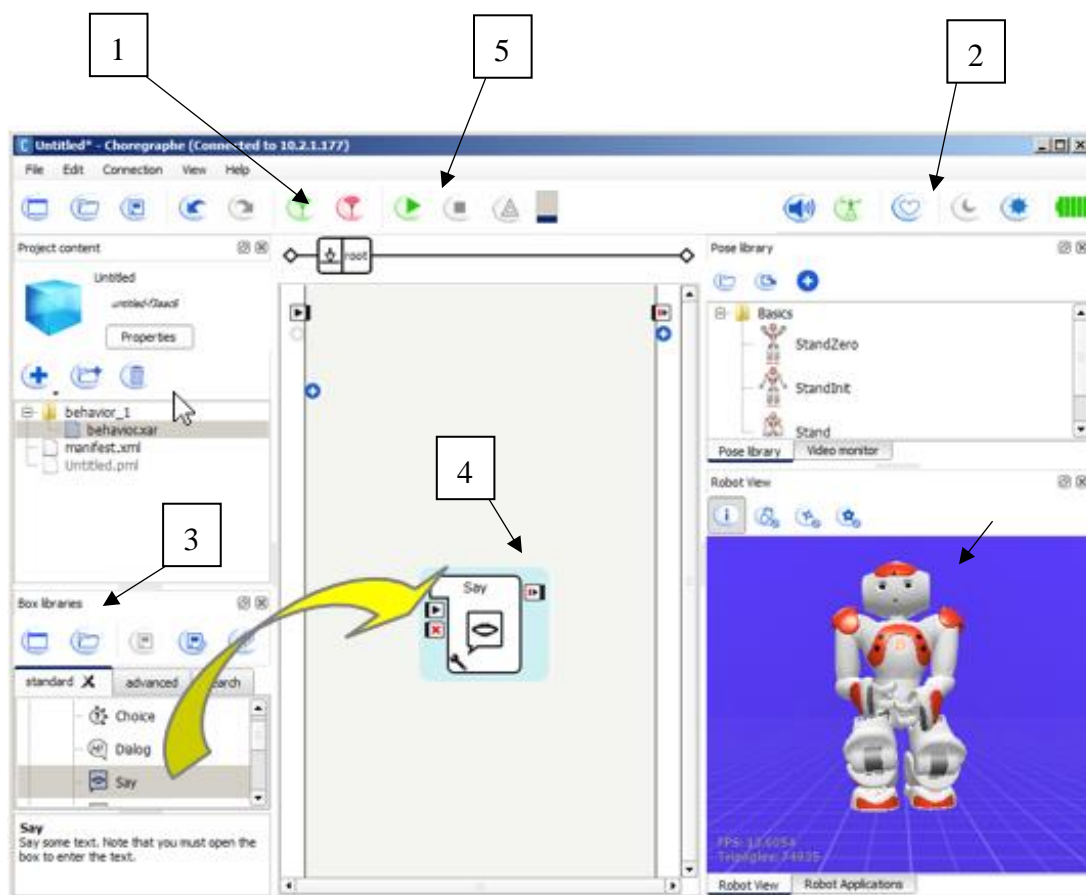 1
5
2
Untitled* - Choregraphe (Connected to 10.2.1.177)
File Edit Connection View Help
Project content
Untitled
Properties
behavior_1
behavior.xar
manifest.xml
Untitled.pml
root
Pose library
Basics
StandZero
StandInit
Stand
Pose library Video monitor
Robot View
3
4
Box libraries
standard advanced
Choice
Dialog
Say
Say
Say
Say some text. Note that you must open the
box to enter the text.
FPS:
Robot View Robot Applications